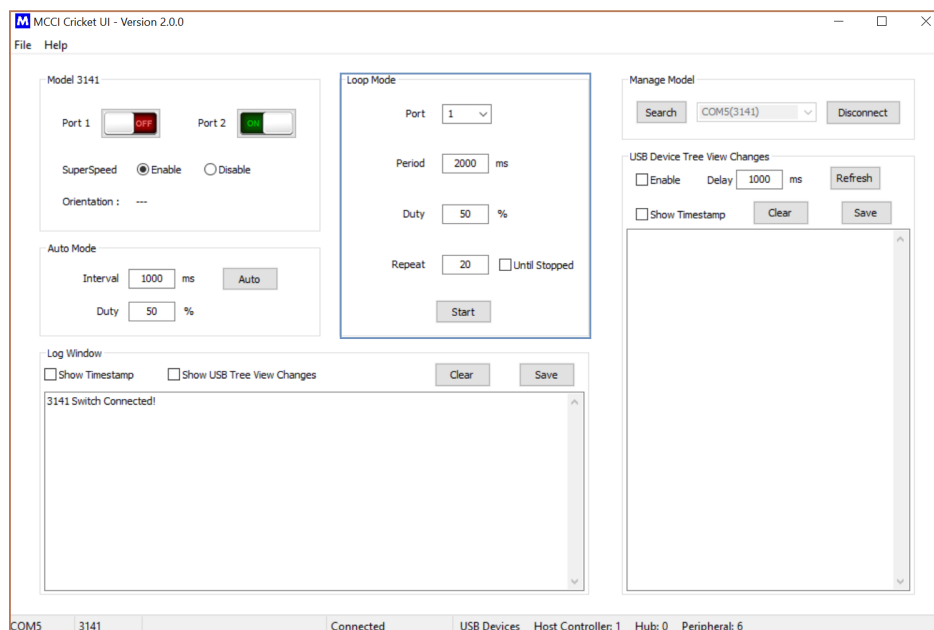 M MCCI Cricket UI - Version 2.0.0
File Help
Model 3141
Port 1 OFF Port 2 ON
SuperSpeed Enable Disable
Orientation : ---
Auto Mode
Interval 1000 ms Auto
Duty 50 %
Loop Mode
Port 1
Period 2000 ms
Duty 50 %
Repeat 20 Until Stopped
Start
Manage Model
Search COM5(3141) Disconnect
USB Device Tree View Changes
Enable Delay 1000 ms Refresh
Show Timestamp Clear Save
Log Window
Show Timestamp Show USB Tree View Changes Clear Save
3141 Switch Connected!
COM5 3141 Connected USB Devices Host Controller: 1 Hub: 0 Peripheral: 6